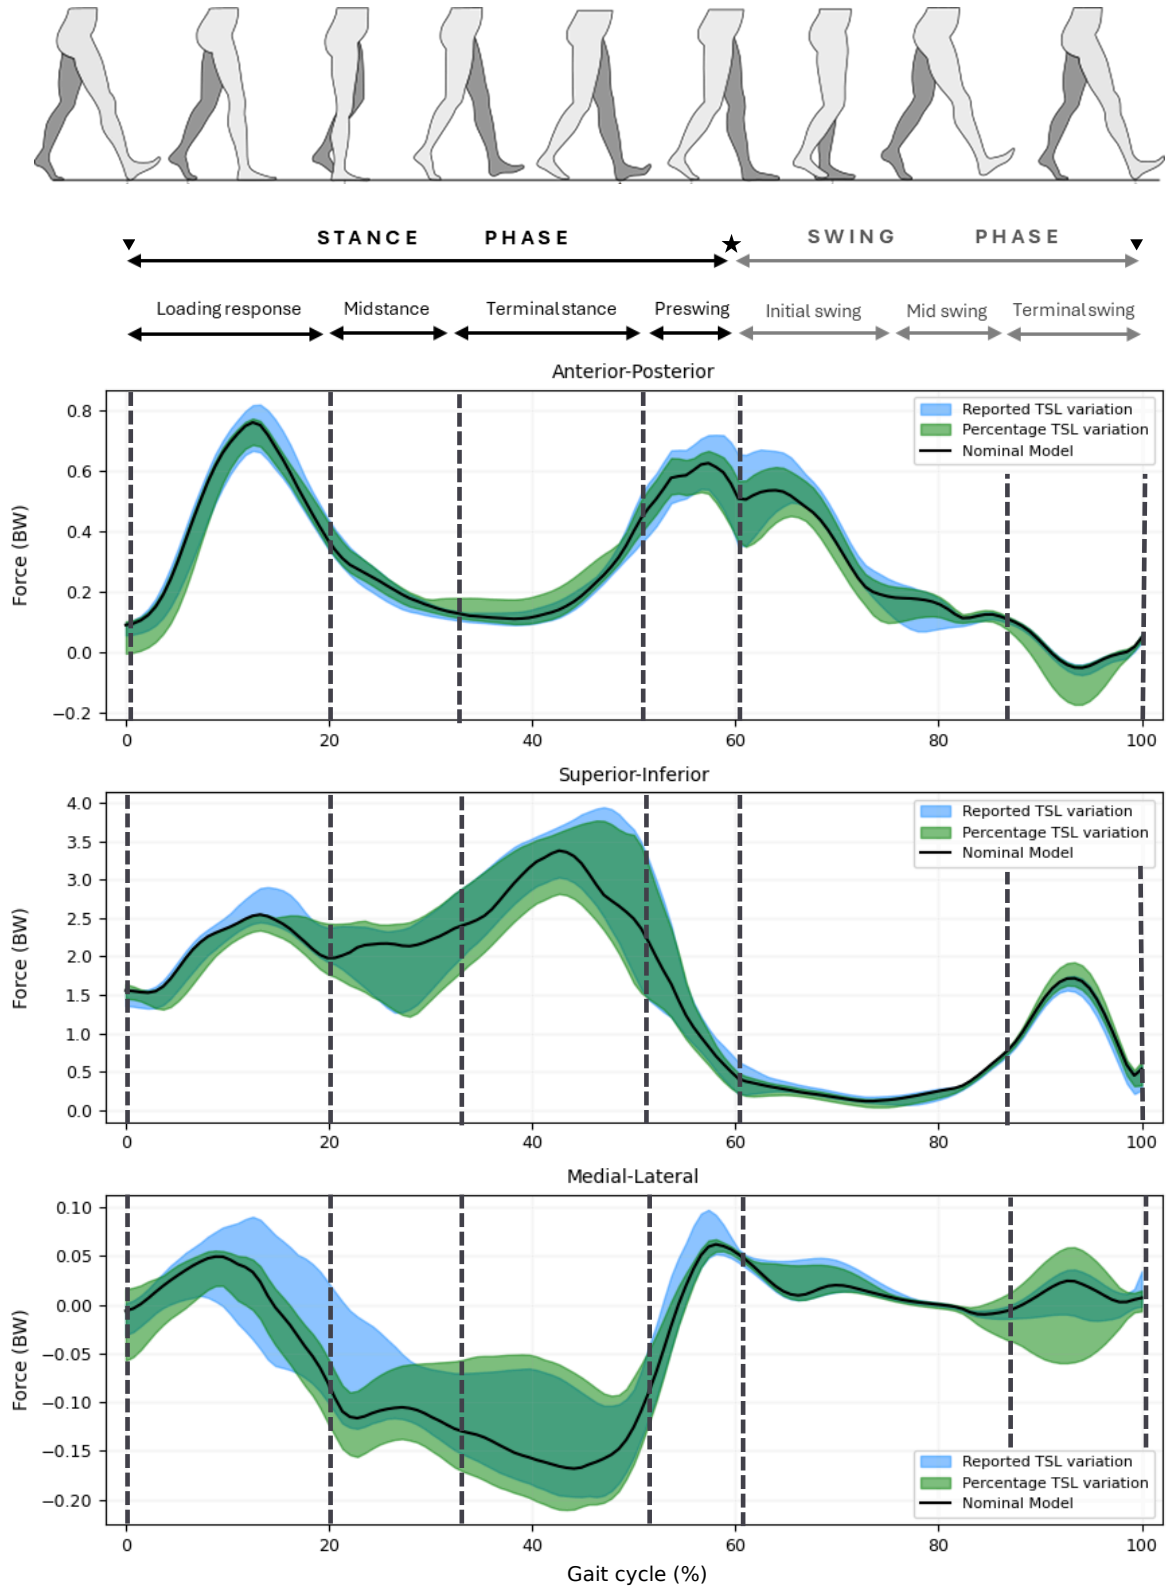 STANCE PHASE SWING PHASE
Loading response Midstance Terminal stance Preswing Initial swing Mid swing Terminal swing
Anterior-Posterior
Reported TSL variation
Percentage TSL variation
Nominal Model
Force (BW)
0.8
0.6
0.4
0.2
0.0
−0.2
0 20 40 60 80 100
Superior-Inferior
Reported TSL variation
Percentage TSL variation
Nominal Model
Force (BW)
4.0
3.5
3.0
2.5
2.0
1.5
1.0
0.5
0.0
0 20 40 60 80 100
Medial-Lateral
Force (BW)
0.10
0.05
0.00
−0.05
−0.10
−0.15
−0.20
Reported TSL variation
Percentage TSL variation
Nominal Model
0 20 40 60 80 100
Gait cycle (%)